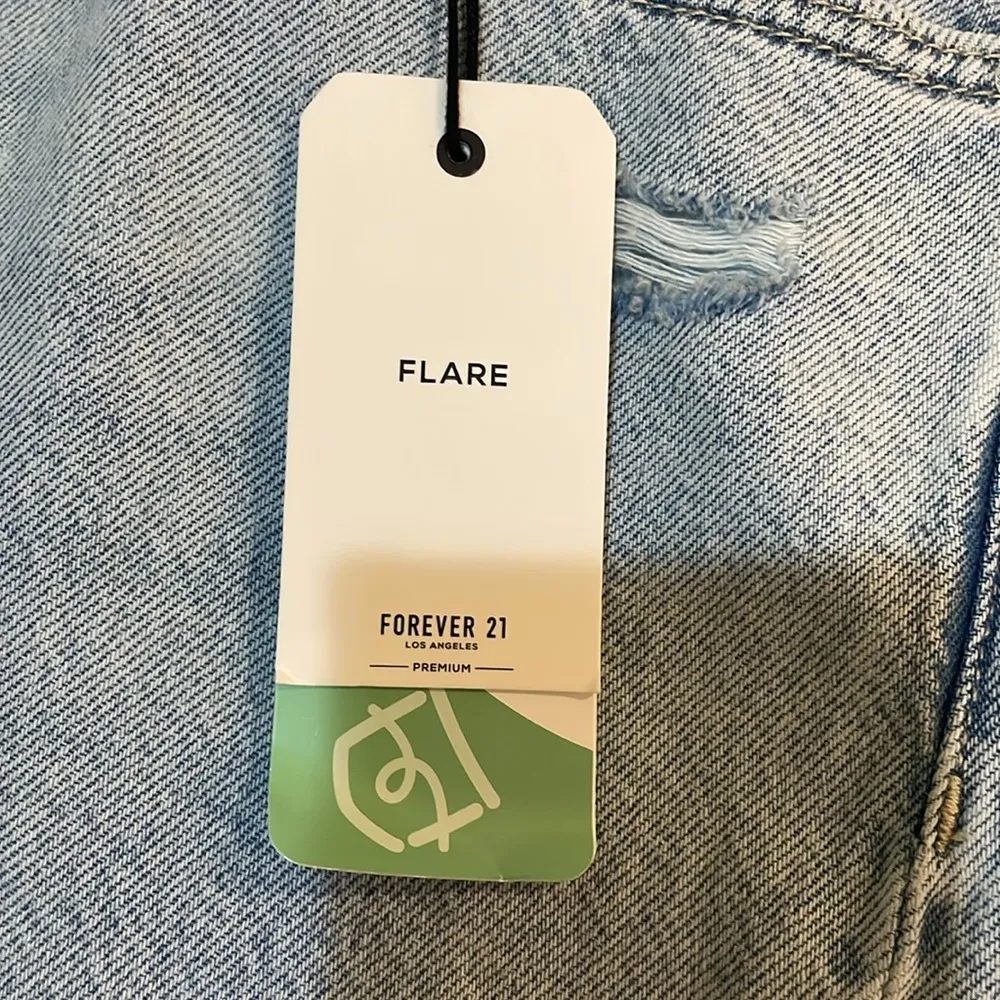 FLARE
FOREVER 21
LOS ANGELES
PREMIUM